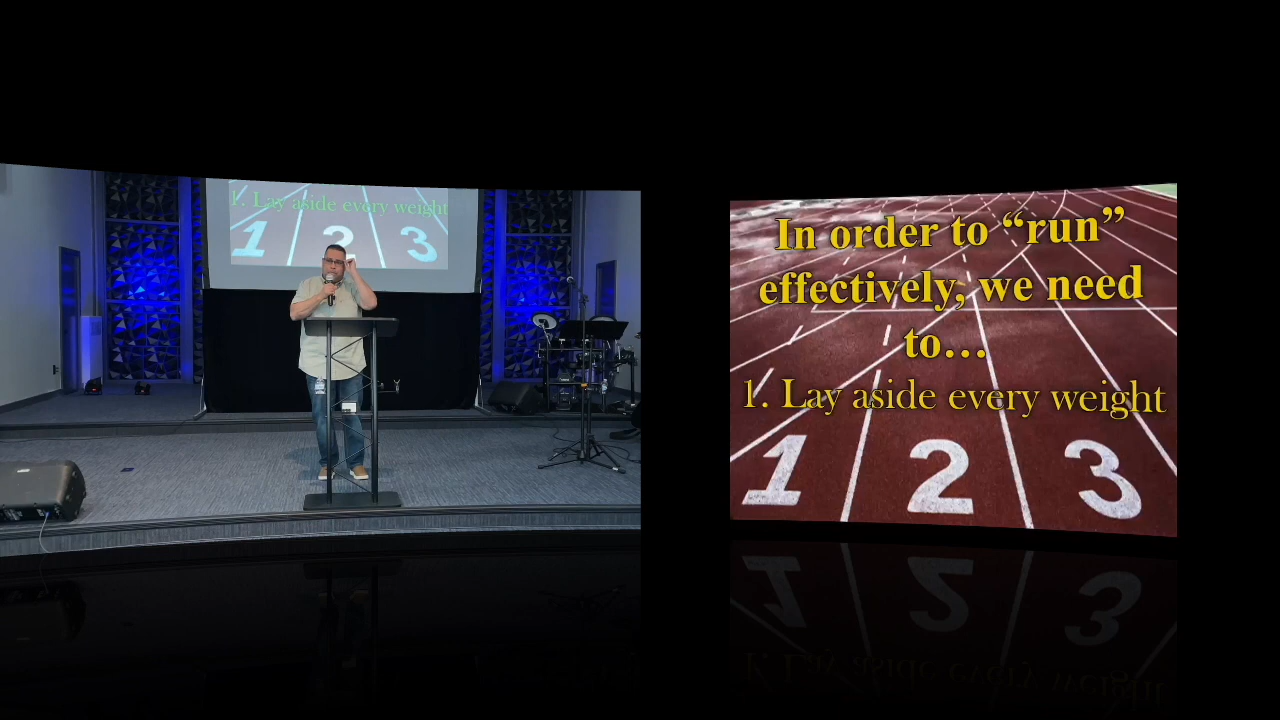 1. Lay aside every weight
1 2 3
In order to “run”
effectively, we need
to…
1. Lay aside every weight
1 2 3